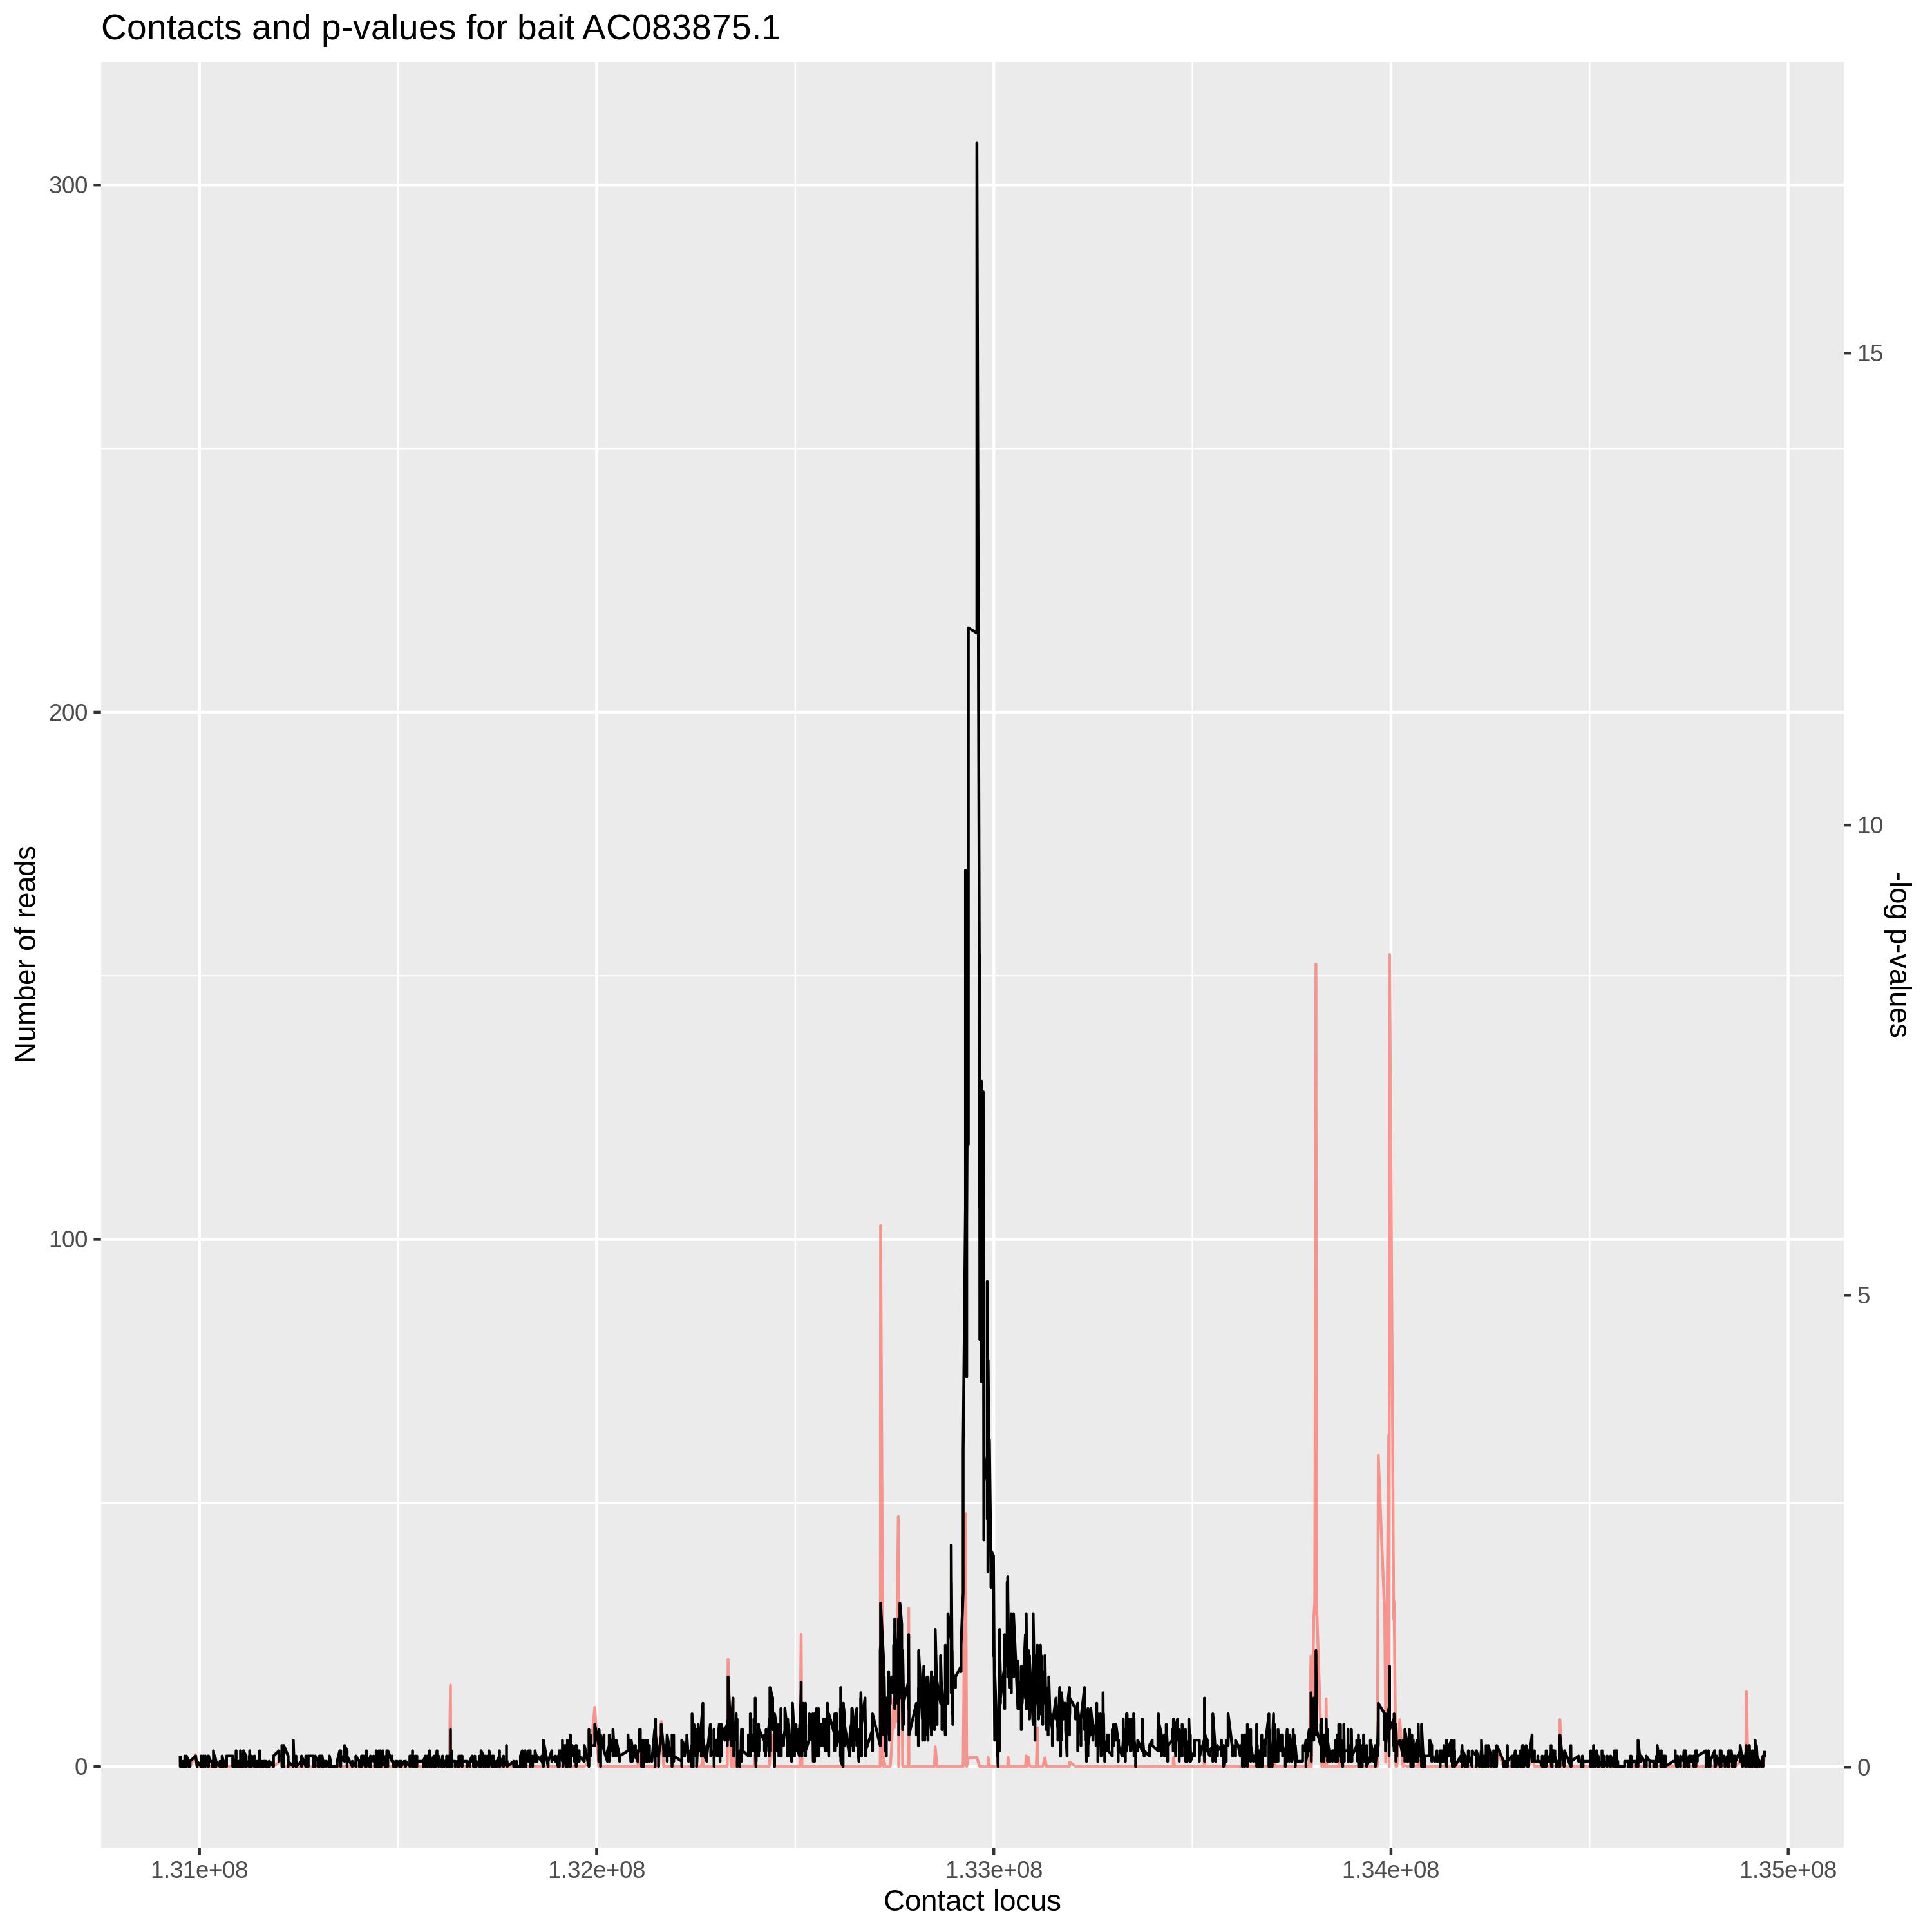 Contacts and p-values for bait AC083875.1
300
200
100
0
Number of reads
15
10
5
0
-log p-values
1.31e+08 1.32e+08 1.33e+08 1.34e+08 1.35e+08
Contact locus